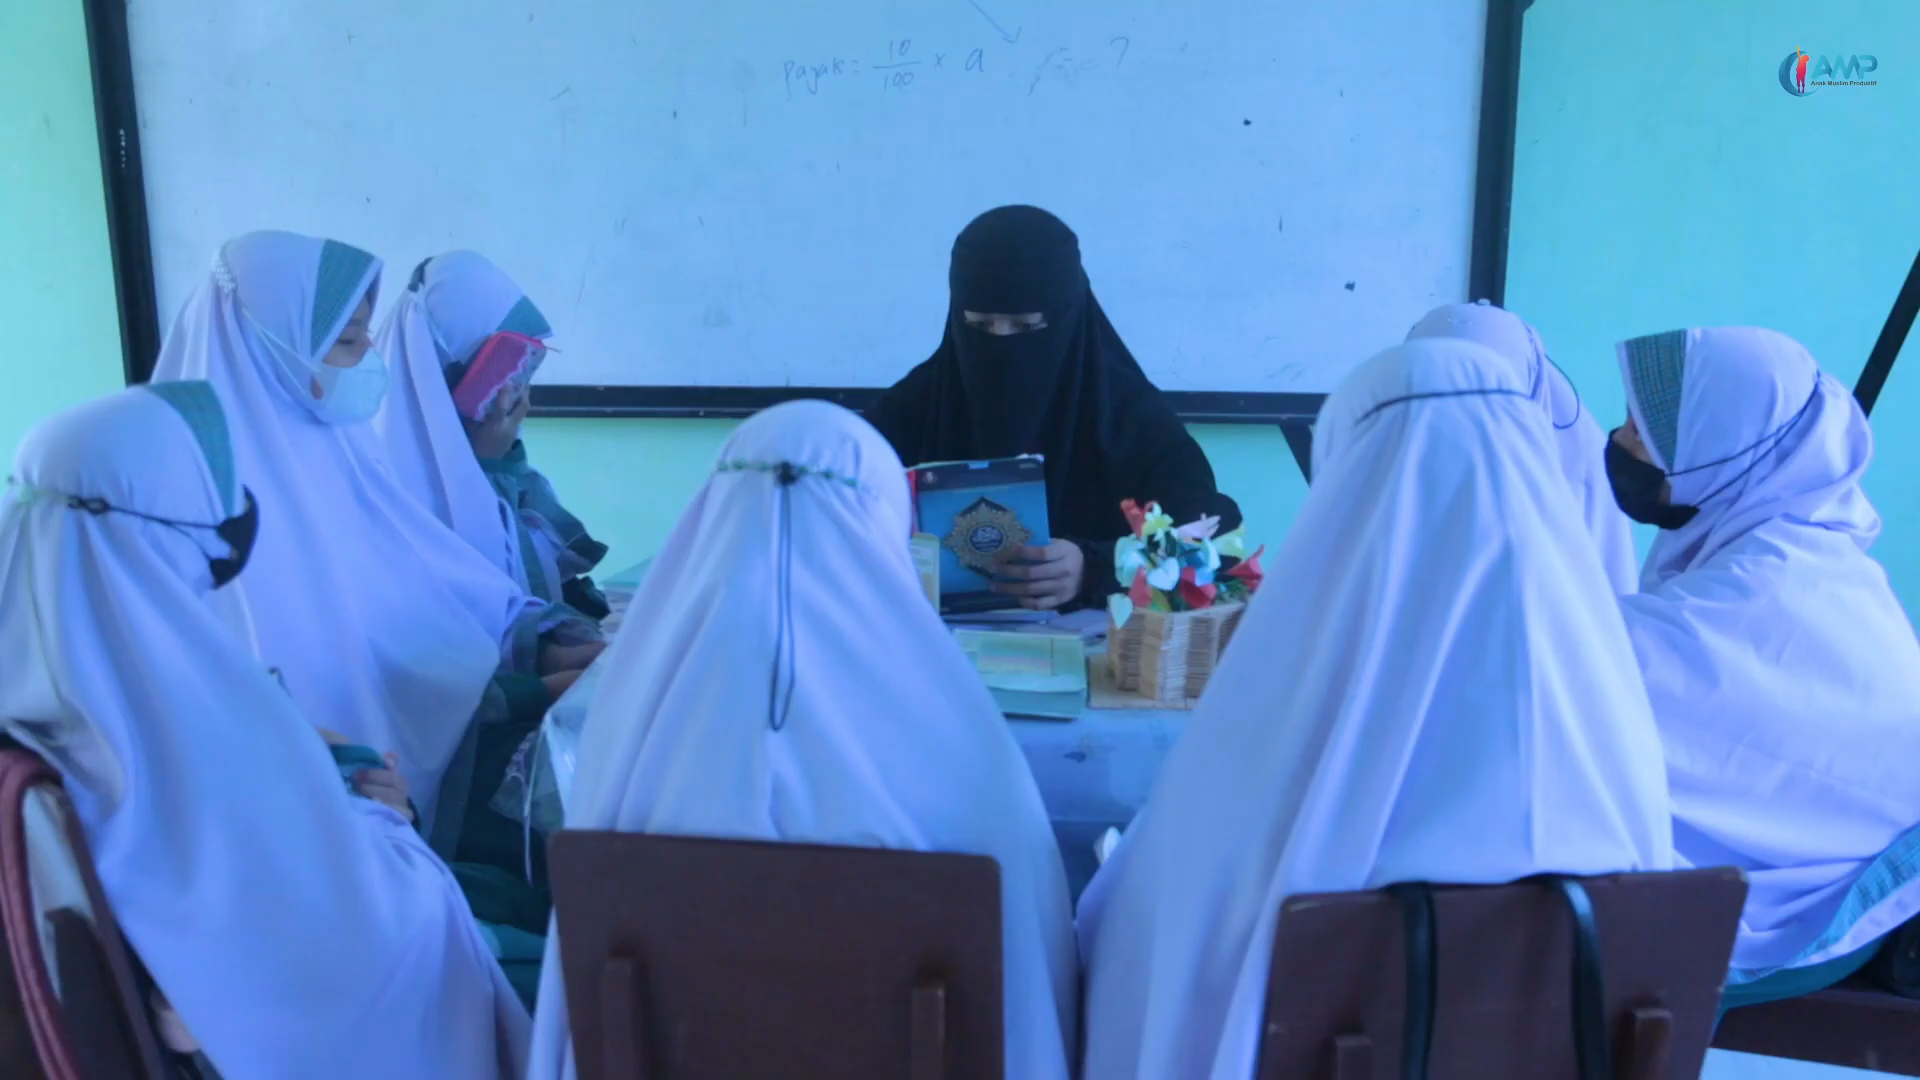 Pajak = 10/100 × a ?
AMP
Anak Muslim Produktif